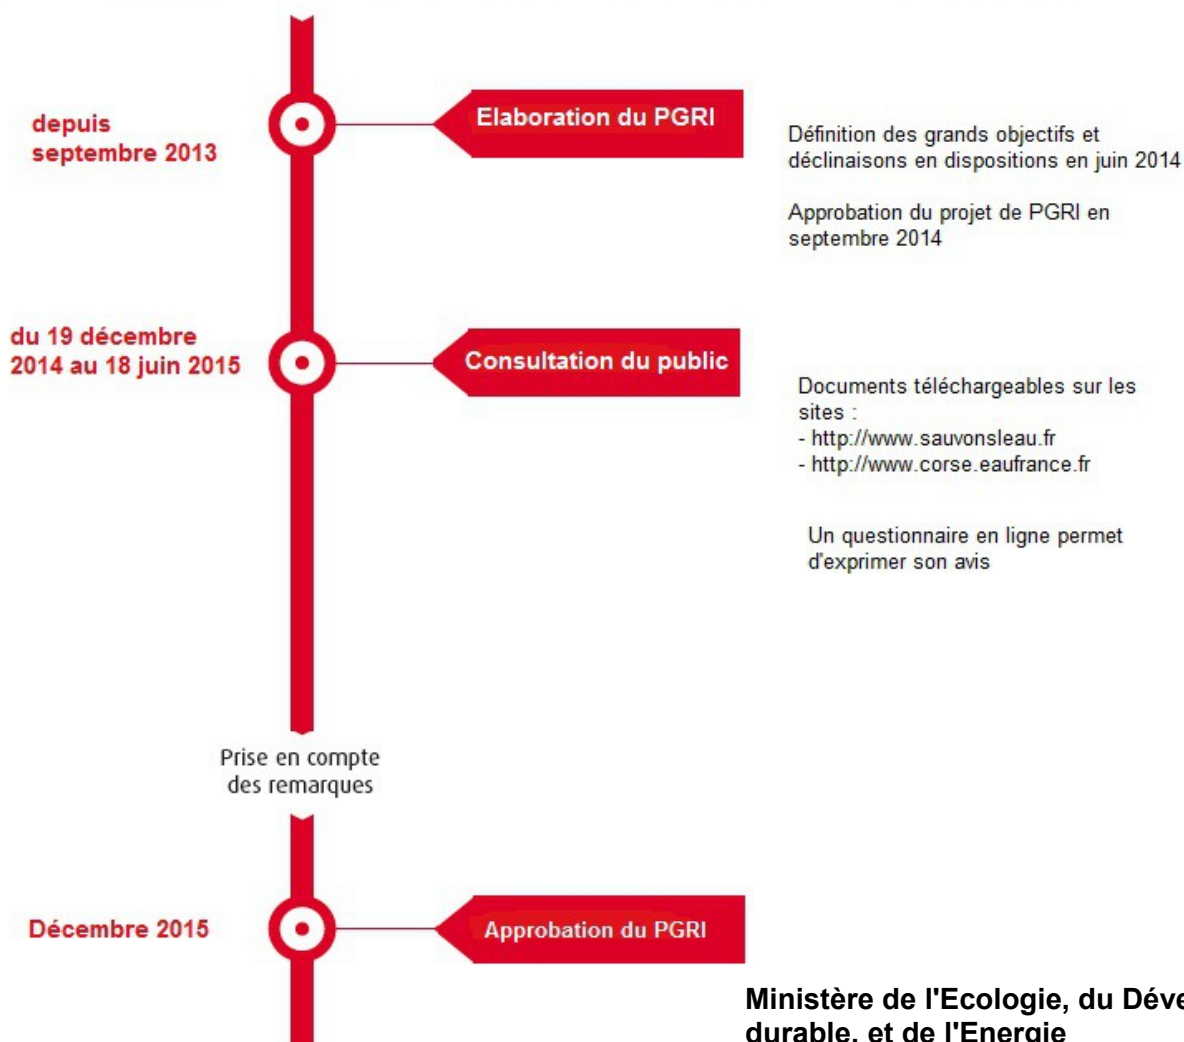 depuis
septembre 2013
Elaboration du PGRI
Définition des grands objectifs et
déclinaisons en dispositions en juin 2014
Approbation du projet de PGRI en
septembre 2014
du 19 décembre
2014 au 18 juin 2015
Consultation du public
Documents téléchargeables sur les
sites :
- http://www.sauvonsleau.fr
- http://www.corse.eaufrance.fr
Un questionnaire en ligne permet
d'exprimer son avis
Prise en compte
des remarques
Décembre 2015
Approbation du PGRI
Ministère de l'Ecologie, du
durable, et de l'Energie